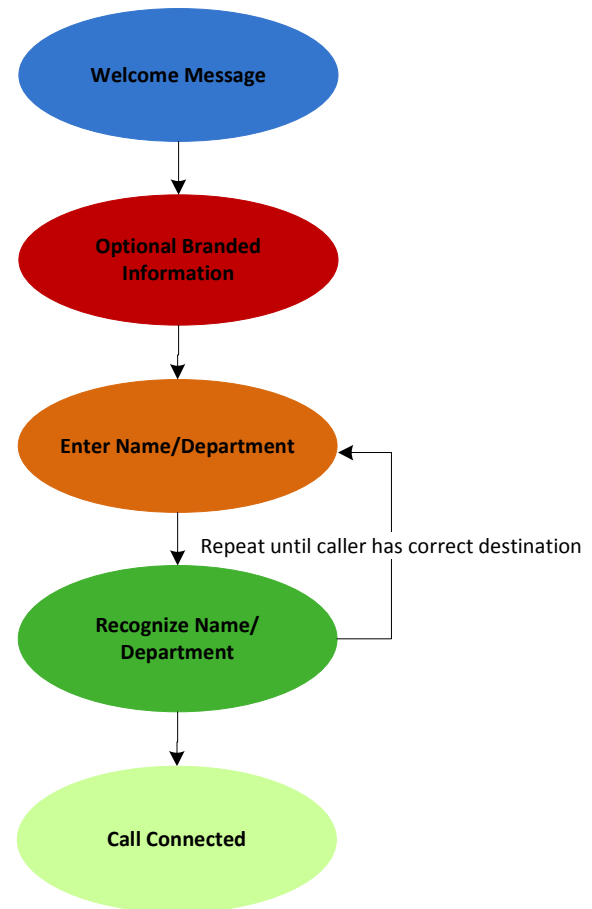 Welcome Message
Optional Branded
Information
Enter Name/Department
Repeat until caller has correct destination
Recognize Name/
Department
Call Connected